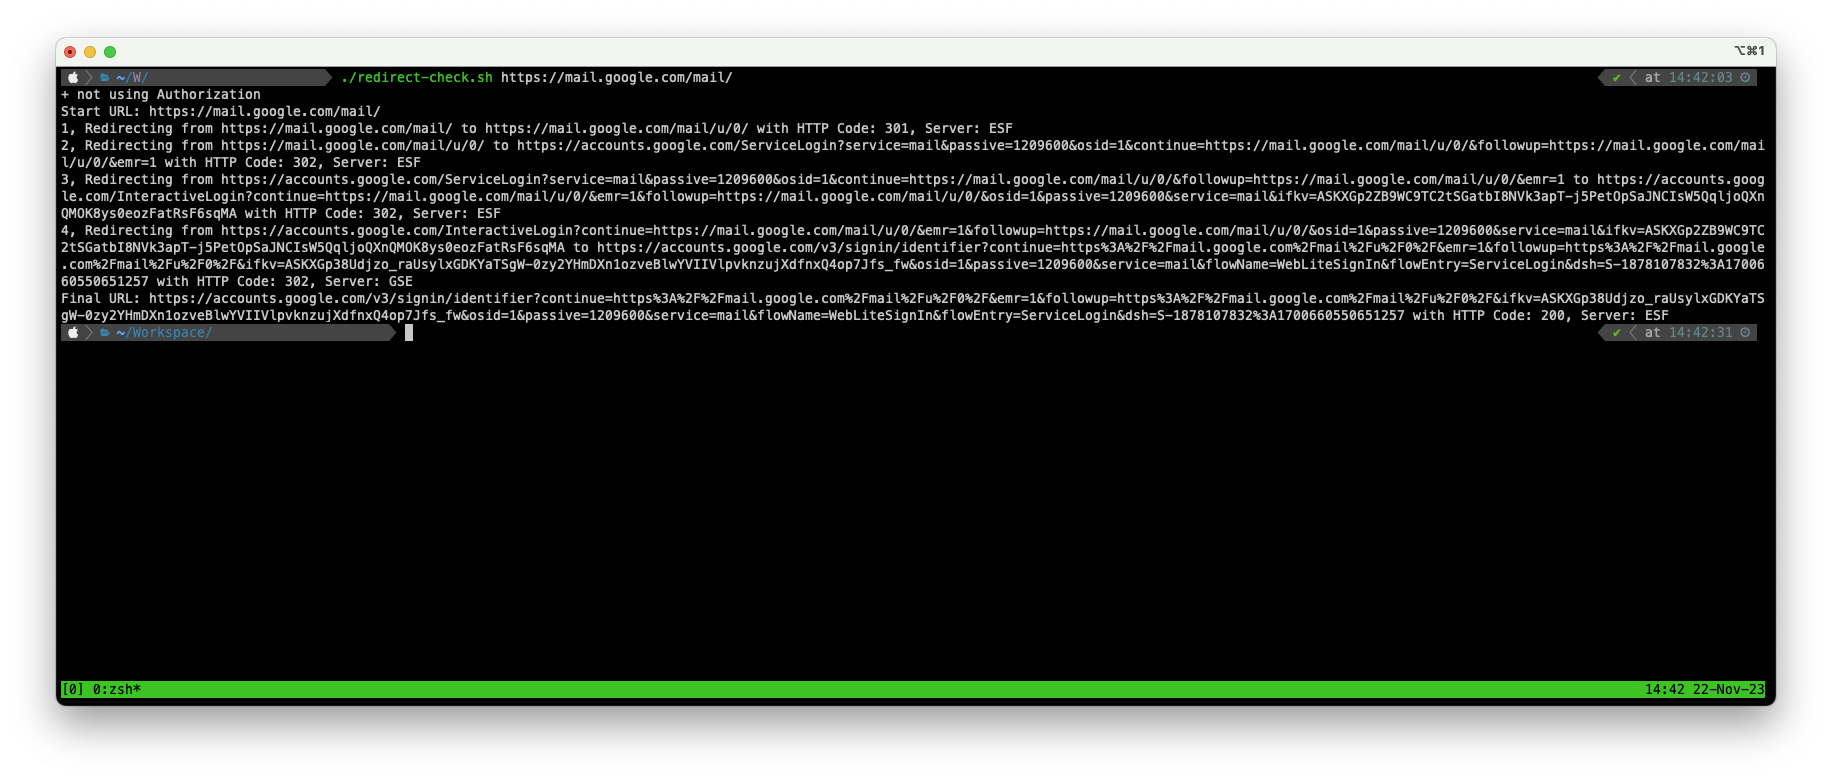 ⌥⌘1
~/W/ ./redirect-check.sh https://mail.google.com/mail/ ✔ at 14:42:03
+ not using Authorization
Start URL: https://mail.google.com/mail/
1, Redirecting from https://mail.google.com/mail/ to https://mail.google.com/mail/u/0/ with HTTP Code: 301, Server: ESF
2, Redirecting from https://mail.google.com/mail/u/0/ to https://accounts.google.com/ServiceLogin?service=mail&passive=1209600&osid=1&continue=https://mail.google.com/mail/u/0/&followup=https://mail.google.com/mai
l/u/0/&emr=1 with HTTP Code: 302, Server: ESF
3, Redirecting from https://accounts.google.com/ServiceLogin?service=mail&passive=1209600&osid=1&continue=https://mail.google.com/mail/u/0/&followup=https://mail.google.com/mail/u/0/&emr=1 to https://accounts.goog
le.com/InteractiveLogin?continue=https://mail.google.com/mail/u/0/&emr=1&followup=https://mail.google.com/mail/u/0/&osid=1&passive=1209600&service=mail&ifkv=ASKXGp2ZB9WC9TC2tSGatbI8NVk3apT-j5PetOpSaJNCIsW5QqljoQXn
QMOK8ys0eozFatRsF6sqMA with HTTP Code: 302, Server: ESF
4, Redirecting from https://accounts.google.com/InteractiveLogin?continue=https://mail.google.com/mail/u/0/&emr=1&followup=https://mail.google.com/mail/u/0/&osid=1&passive=1209600&service=mail&ifkv=ASKXGp2ZB9WC9TC
2tSGatbI8NVk3apT-j5PetOpSaJNCIsW5QqljoQXnQMOK8ys0eozFatRsF6sqMA to https://accounts.google.com/v3/signin/identifier?continue=https%3A%2F%2Fmail.google.com%2Fmail%2Fu%2F0%2F&emr=1&followup=https%3A%2F%2Fmail.google
.com%2Fmail%2Fu%2F0%2F&ifkv=ASKXGp38Udjzo_raUsylxGDKYaTSgW-0zy2YHmDXn1ozveBlwYVIIVlpvknzujXdfnxQ4op7Jfs_fw&osid=1&passive=1209600&service=mail&flowName=WebLiteSignIn&flowEntry=ServiceLogin&dsh=S-1878107832%3A17006
60550651257 with HTTP Code: 302, Server: GSE
Final URL: https://accounts.google.com/v3/signin/identifier?continue=https%3A%2F%2Fmail.google.com%2Fmail%2Fu%2F0%2F&emr=1&followup=https%3A%2F%2Fmail.google.com%2Fmail%2Fu%2F0%2F&ifkv=ASKXGp38Udjzo_raUsylxGDKYaTS
gW-0zy2YHmDXn1ozveBlwYVIIVlpvknzujXdfnxQ4op7Jfs_fw&osid=1&passive=1209600&service=mail&flowName=WebLiteSignIn&flowEntry=ServiceLogin&dsh=S-1878107832%3A1700660550651257 with HTTP Code: 200, Server: ESF
~/Workspace/ ✔ at 14:42:31
[0] 0:zsh* 14:42 22-Nov-23